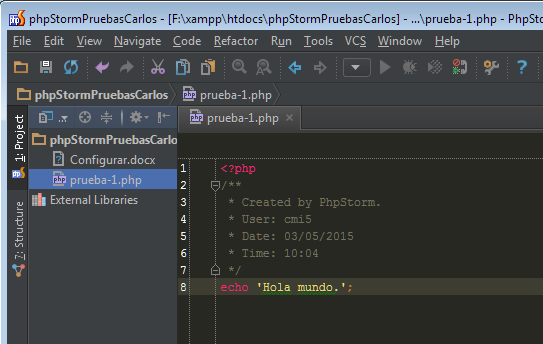 phpStormPruebasCarlos - [F:\xampp\htdocs\phpStormPruebasCarlos] - ...\prueba-1.php - PhpSto
File Edit View Navigate Code Refactor Run Tools VCS Window Help
phpStormPruebasCarlos prueba-1.php
1: Project
7: Structure
phpStormPruebasCarlo
Configurar.docx
prueba-1.php
External Libraries
prueba-1.php
1 <?php
2 /**
3 * Created by PhpStorm.
4 * User: cmi5
5 * Date: 03/05/2015
6 * Time: 10:04
7 */
8 echo 'Hola mundo.';